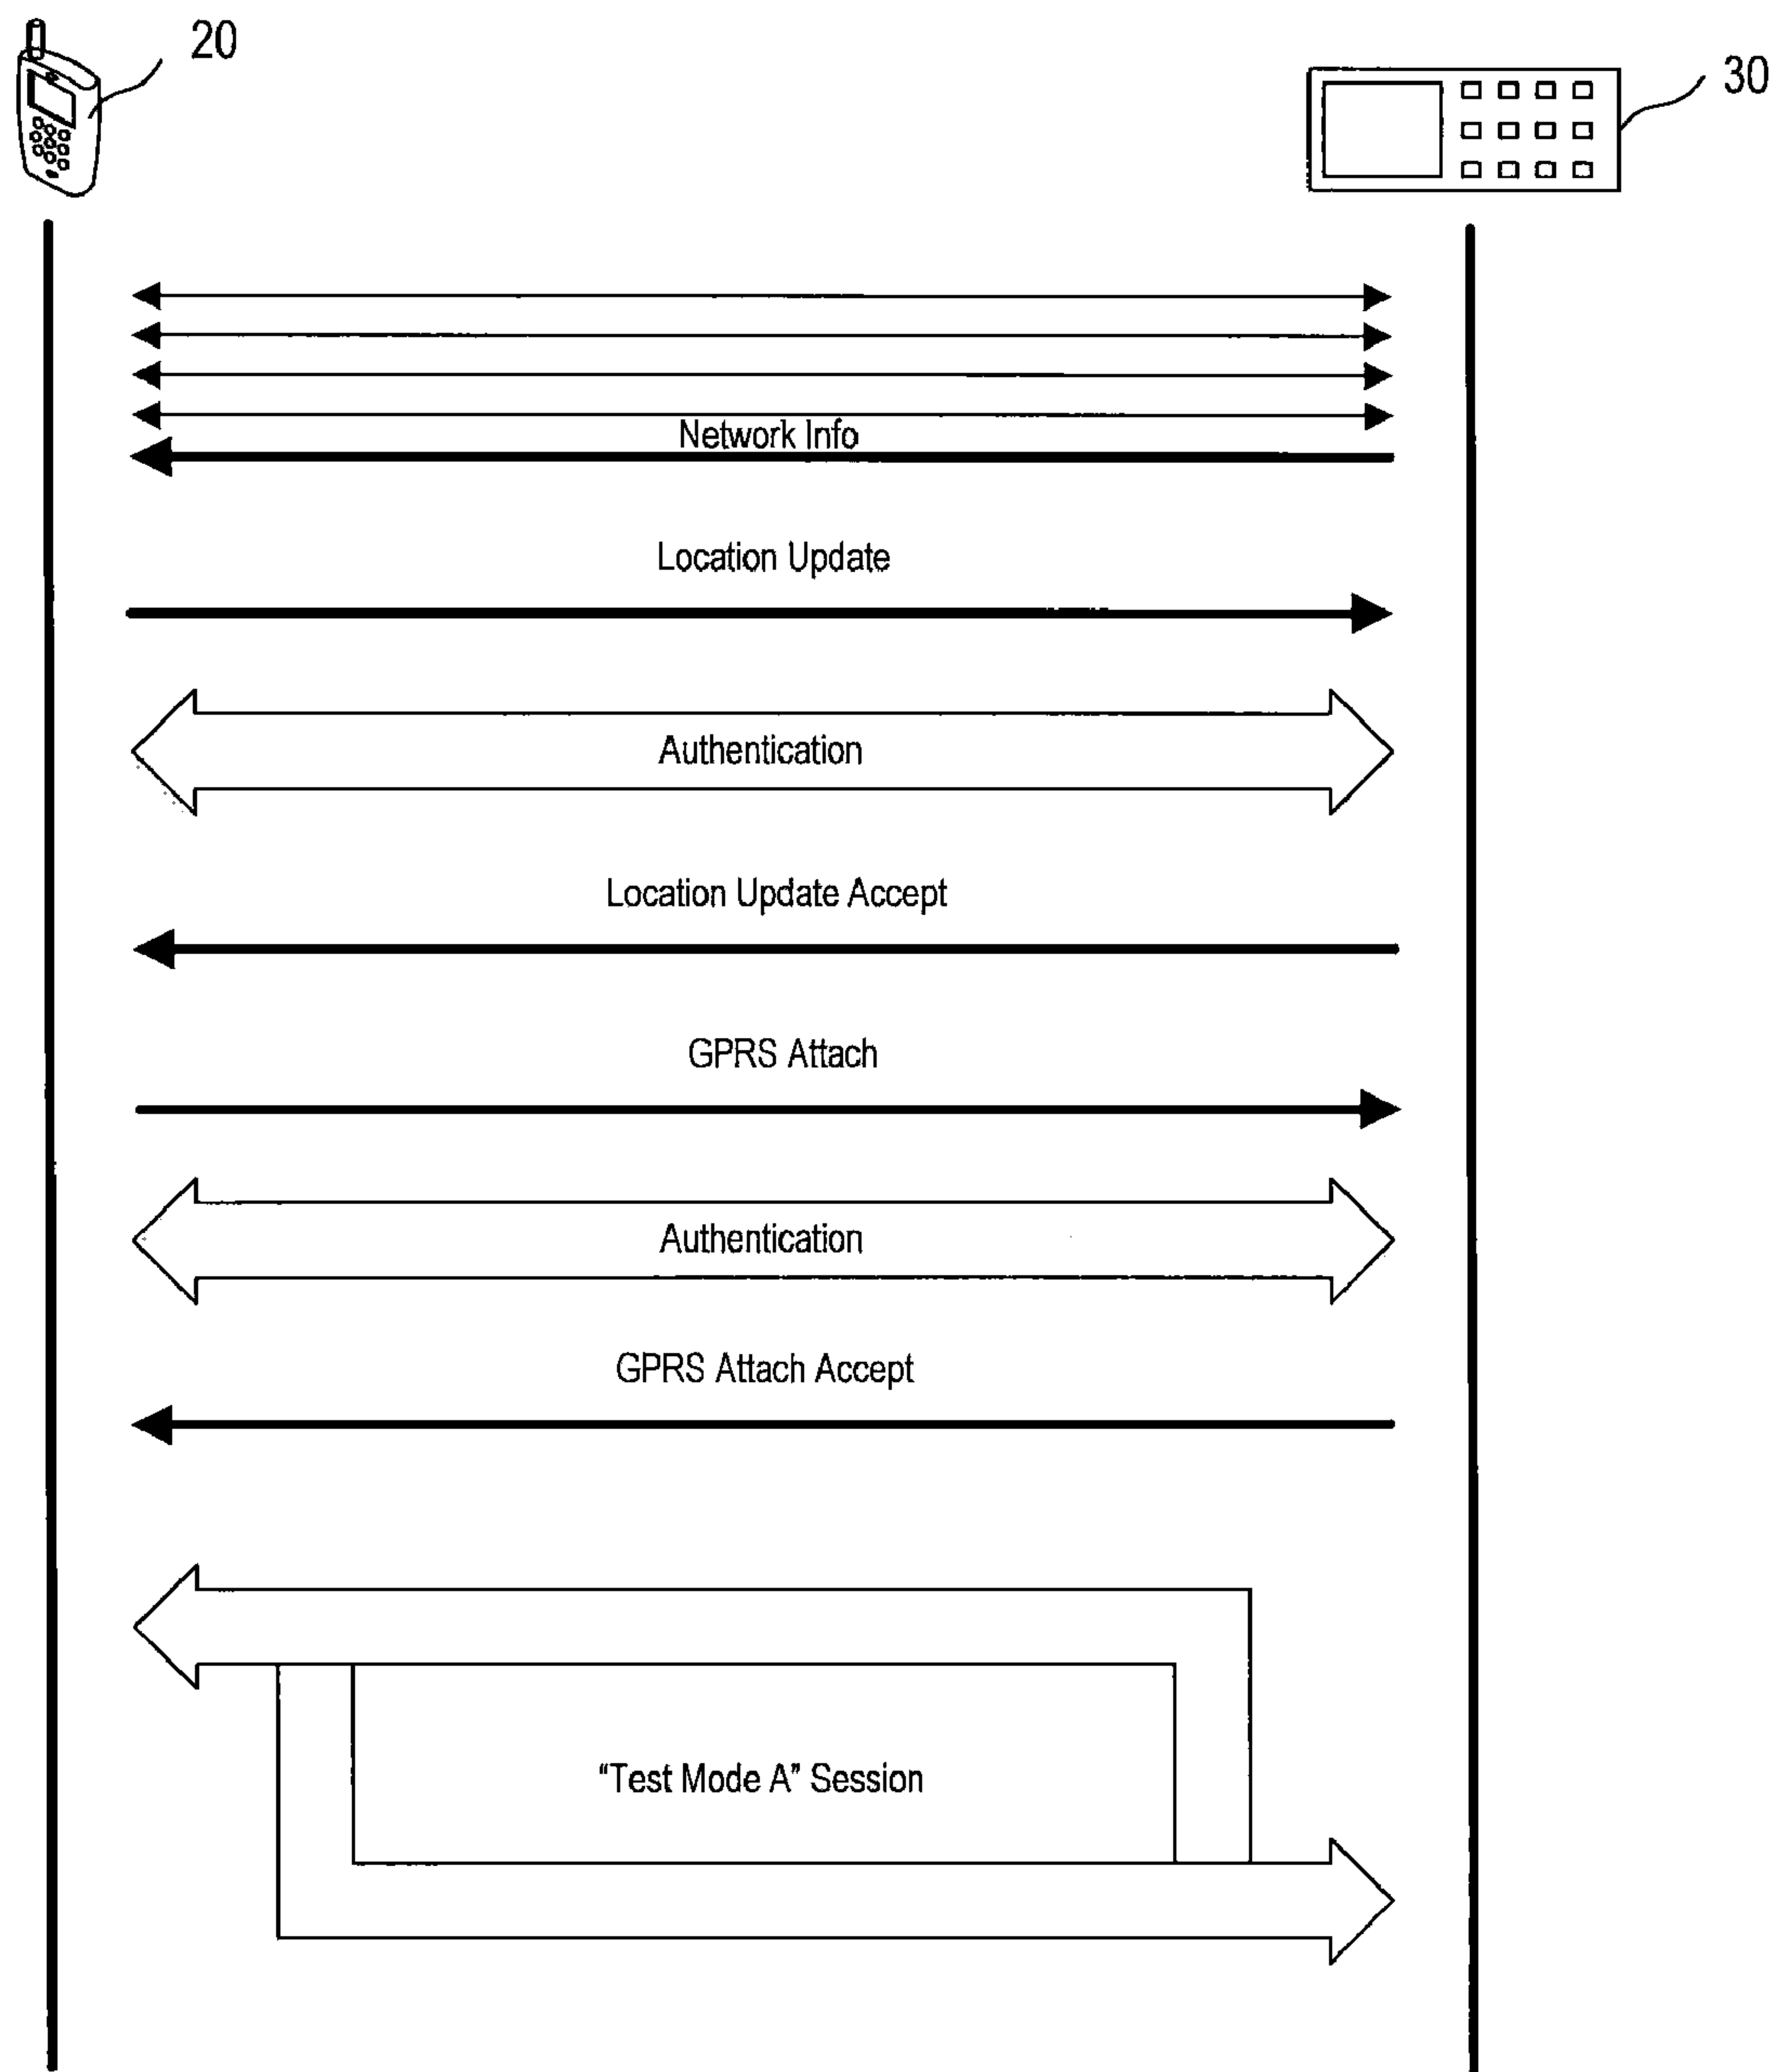 20
30
Network Info
Location Update
Authentication
Location Update Accept
GPRS Attach
Authentication
GPRS Attach Accept
“Test Mode A” Session